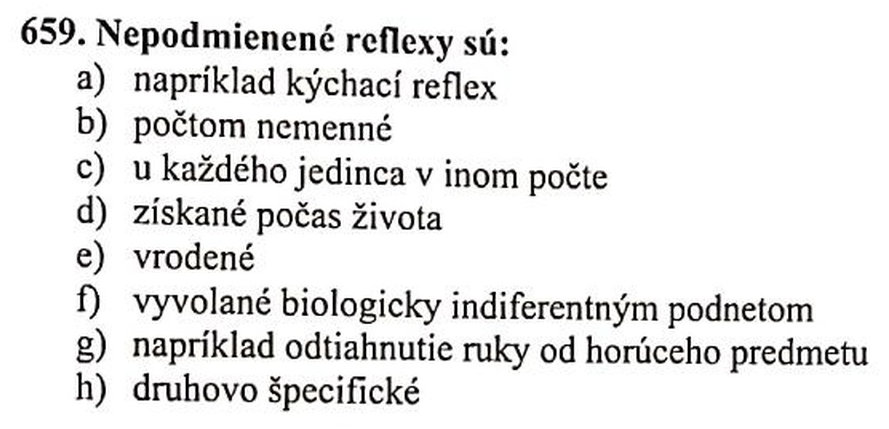 659. Nepodmienené reflexy sú:
a) napríklad kýchací reflex
b) počtom nemenné
c) u každého jedinca v inom počte
d) získané počas života
e) vrodené
f) vyvolané biologicky indiferentným podnetom
g) napríklad odtiahnutie ruky od horúceho predmetu
h) druhovo špecifické